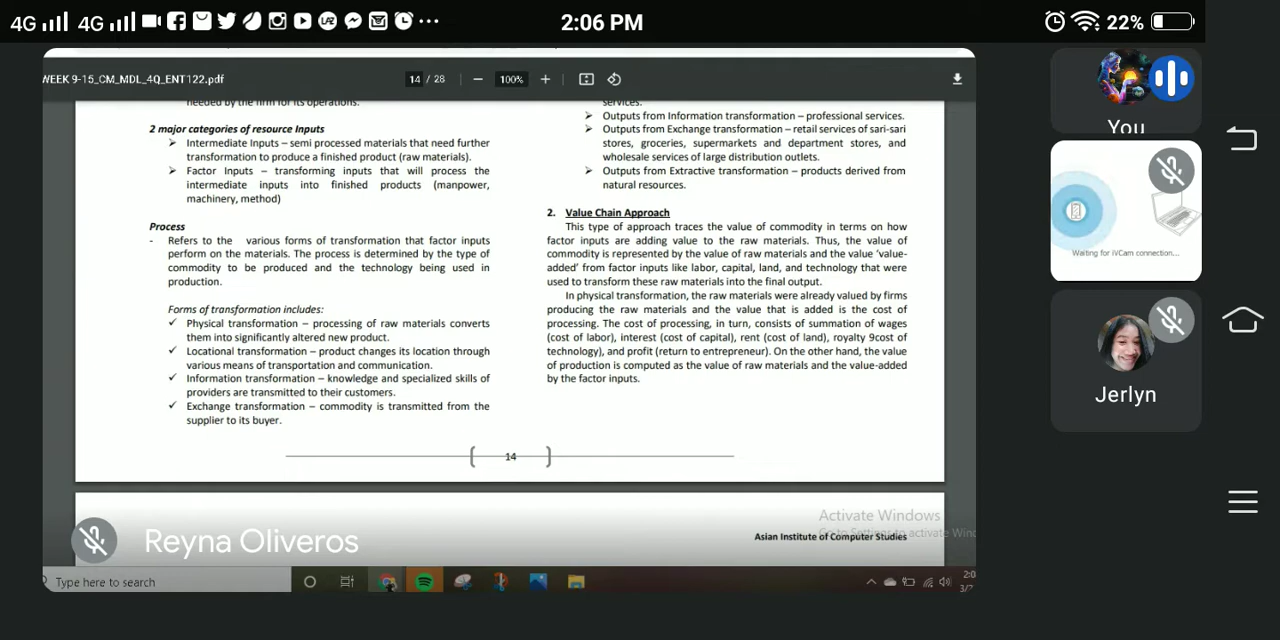 4G 4G 2:06 PM 22%
WEEK 9-15_CM_MDL_4Q_ENT122.pdf 14 / 28 100%
needed by the firm for its operations.
2 major categories of resource Inputs
➢ Intermediate Inputs – semi processed materials that need further
transformation to produce a finished product (raw materials).
➢ Factor Inputs – transforming inputs that will process the
intermediate inputs into finished products (manpower,
machinery, method)
Process
- Refers to the various forms of transformation that factor inputs
perform on the materials. The process is determined by the type of
commodity to be produced and the technology being used in
production.
Forms of transformation includes:
✓ Physical transformation – processing of raw materials converts
them into significantly altered new product.
✓ Locational transformation – product changes its location through
various means of transportation and communication.
✓ Information transformation – knowledge and specialized skills of
providers are transmitted to their customers.
✓ Exchange transformation – commodity is transmitted from the
supplier to its buyer.
services.
➢ Outputs from Information transformation – professional services.
➢ Outputs from Exchange transformation – retail services of sari-sari
stores, groceries, supermarkets and department stores, and
wholesale services of large distribution outlets.
➢ Outputs from Extractive transformation – products derived from
natural resources.
2. Value Chain Approach
This type of approach traces the value of commodity in terms on how
factor inputs are adding value to the raw materials. Thus, the value of
commodity is represented by the value of raw materials and the value ‘value-
added’ from factor inputs like labor, capital, land, and technology that were
used to transform these raw materials into the final output.
In physical transformation, the raw materials were already valued by firms
producing the raw materials and the value that is added is the cost of
processing. The cost of processing, in turn, consists of summation of wages
(cost of labor), interest (cost of capital), rent (cost of land), royalty 9cost of
technology), and profit (return to entrepreneur). On the other hand, the value
of production is computed as the value of raw materials and the value-added
by the factor inputs.
14
Activate Windows
Go to Settings to activate Win
Asian Institute of Computer Studies
Reyna Oliveros
Type here to search
2:0
3/7
You
Waiting for iVCam connection...
Jerlyn